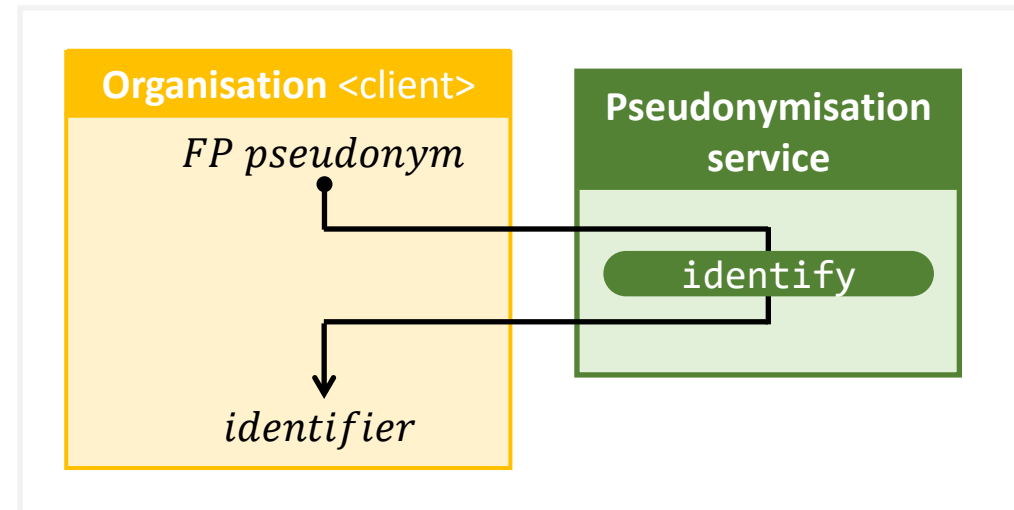 Organisation <client>
FP pseudonym
identifier
Pseudonymisation
service
identify